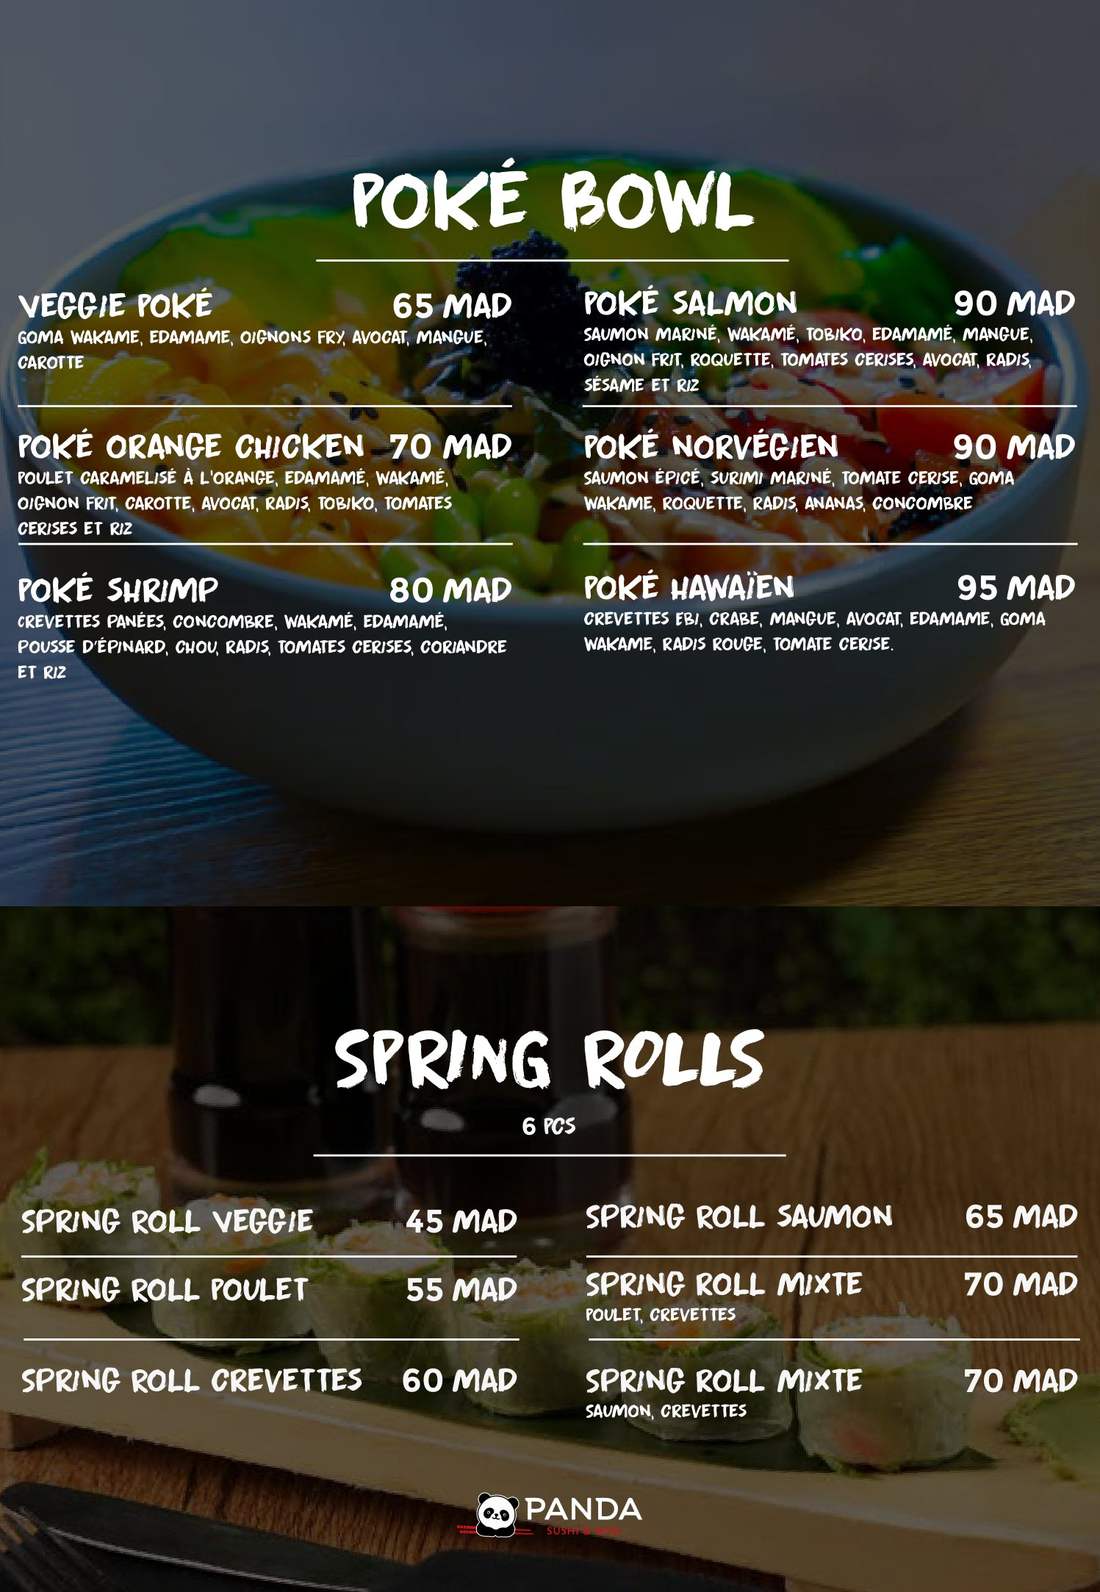 POKÉ BOWL
VEGGIE POKÉ 65 MAD
GOMA WAKAME, EDAMAME, OIGNONS FRY, AVOCAT, MANGUE,
CAROTTE
POKÉ ORANGE CHICKEN 70 MAD
POULET CARAMELISÉ À L'ORANGE, EDAMAMÉ, WAKAMÉ,
OIGNON FRIT, CAROTTE, AVOCAT, RADIS, TOBIKO, TOMATES
CERISES ET RIZ
POKÉ SHRIMP 80 MAD
CREVETTES PANÉES, CONCOMBRE, WAKAMÉ, EDAMAMÉ,
POUSSE D'ÉPINARD, CHOU, RADIS, TOMATES CERISES, CORIANDRE
ET RIZ
POKÉ SALMON 90 MAD
SAUMON MARINÉ, WAKAMÉ, TOBIKO, EDAMAMÉ, MANGUE,
OIGNON FRIT, ROQUETTE, TOMATES CERISES, AVOCAT, RADIS,
SÉSAME ET RIZ
POKÉ NORVÉGIEN 90 MAD
SAUMON ÉPICÉ, SURIMI MARINÉ, TOMATE CERISE, GOMA
WAKAME, ROQUETTE, RADIS, ANANAS, CONCOMBRE
POKÉ HAWAÏEN 95 MAD
CREVETTES EBI, CRABE, MANGUE, AVOCAT, EDAMAME, GOMA
WAKAME, RADIS ROUGE, TOMATE CERISE.
SPRING ROLLS
6 PCS
SPRING ROLL VEGGIE 45 MAD
SPRING ROLL POULET 55 MAD
SPRING ROLL CREVETTES 60 MAD
SPRING ROLL SAUMON 65 MAD
SPRING ROLL MIXTE 70 MAD
POULET, CREVETTES
SPRING ROLL MIXTE 70 MAD
SAUMON, CREVETTES
PANDA
SUSHI